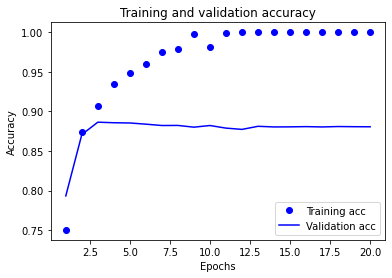 Training and validation accuracy
1.00
0.95
0.90
0.85
0.80
0.75
Accuracy
Training acc
Validation acc
2.5 5.0 7.5 10.0 12.5 15.0 17.5 20.0
Epochs